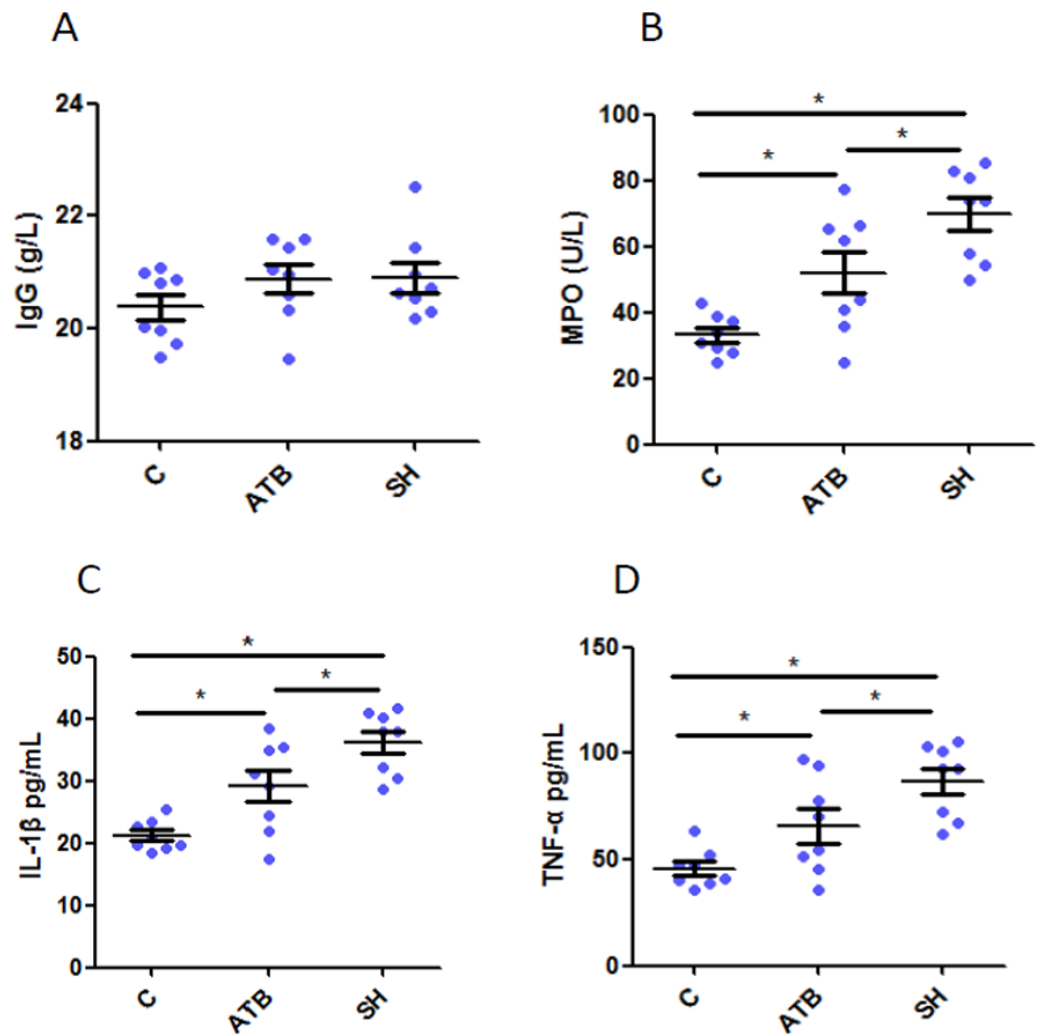 A
IgG (g/L)
24
22
20
18
C
ATB
SH
B
MPO (U/L)
100
80
60
40
20
0
*
*
*
C
ATB
SH
C
IL-1β pg/mL
50
40
30
20
10
0
*
*
*
C
ATB
SH
D
TNF-α pg/mL
150
100
50
0
*
*
*
C
ATB
SH